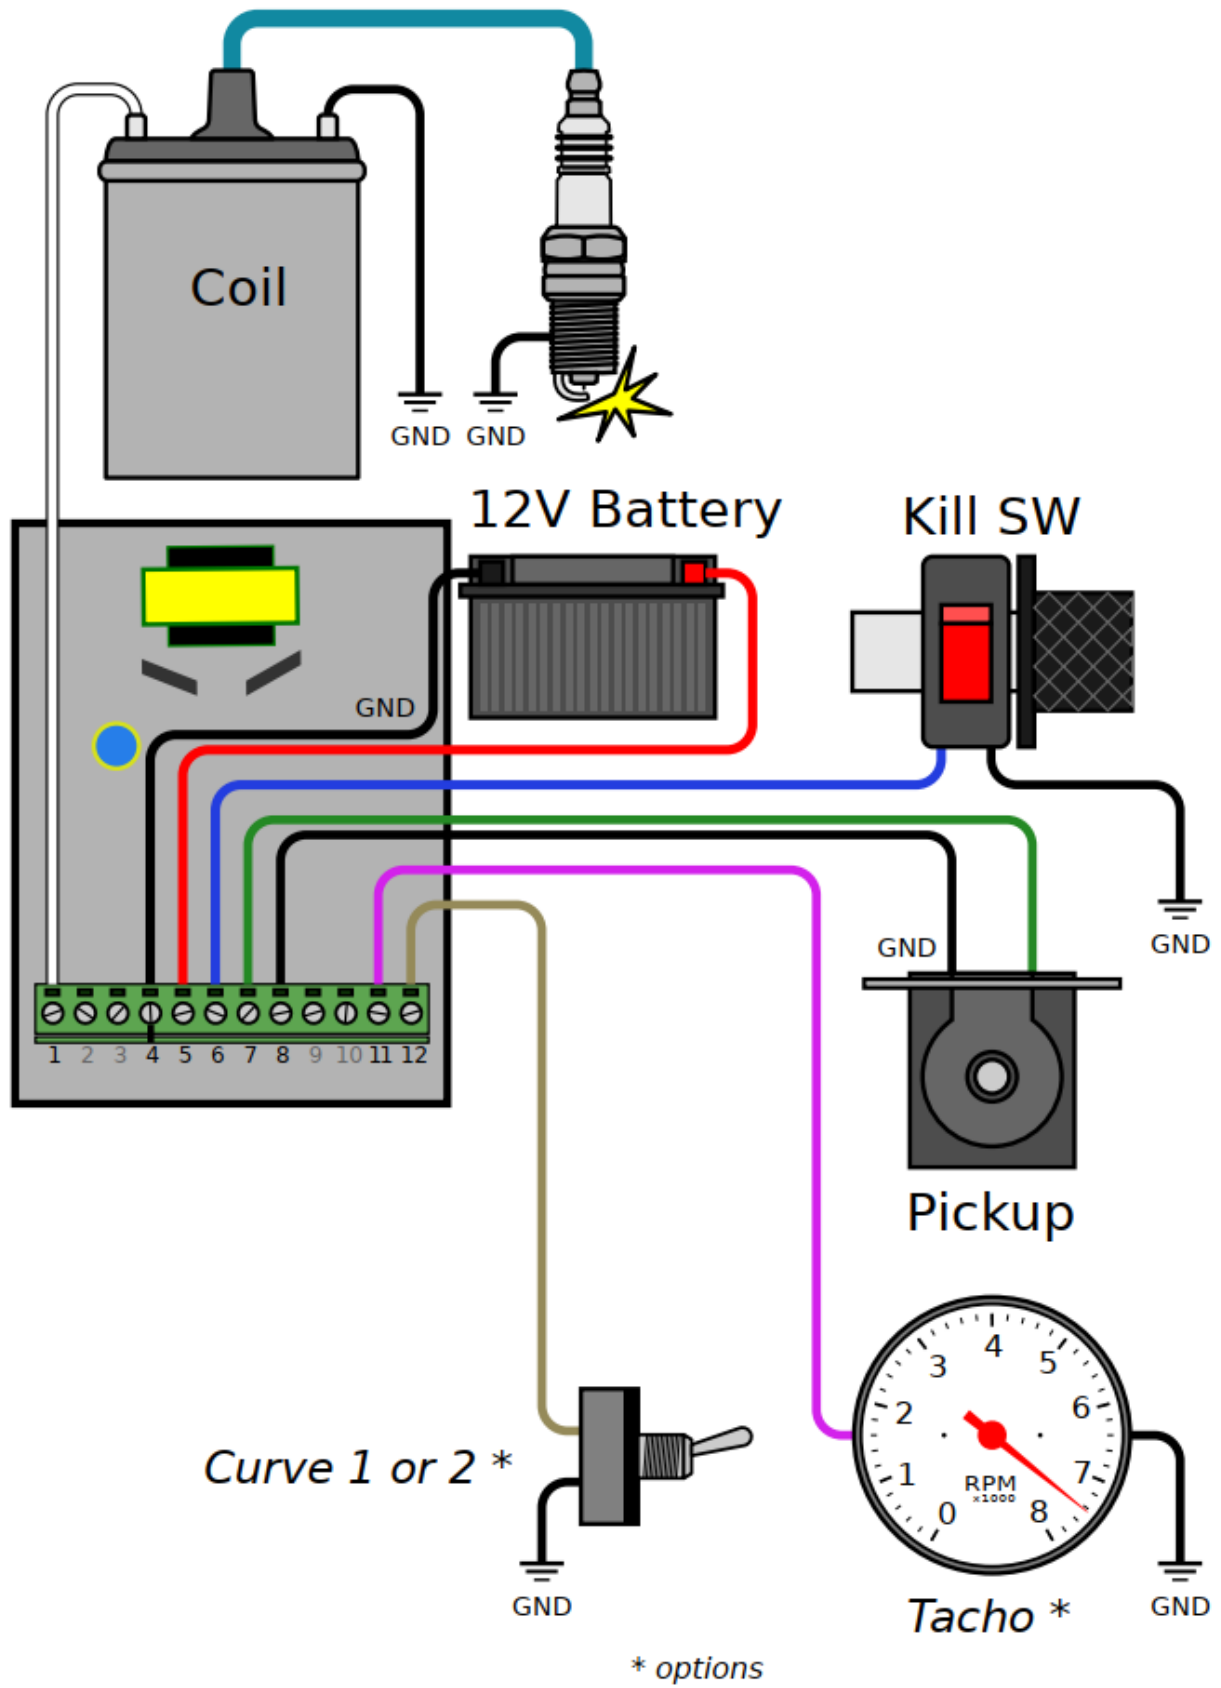 Coil
GND GND
12V Battery
Kill SW
GND
GND
GND
1 2 3 4 5 6 7 8 9 10 11 12
Pickup
0 1 2 3 4 5 6 7 8
RPM
x1000
Curve 1 or 2 *
GND
GND
Tacho *
* options